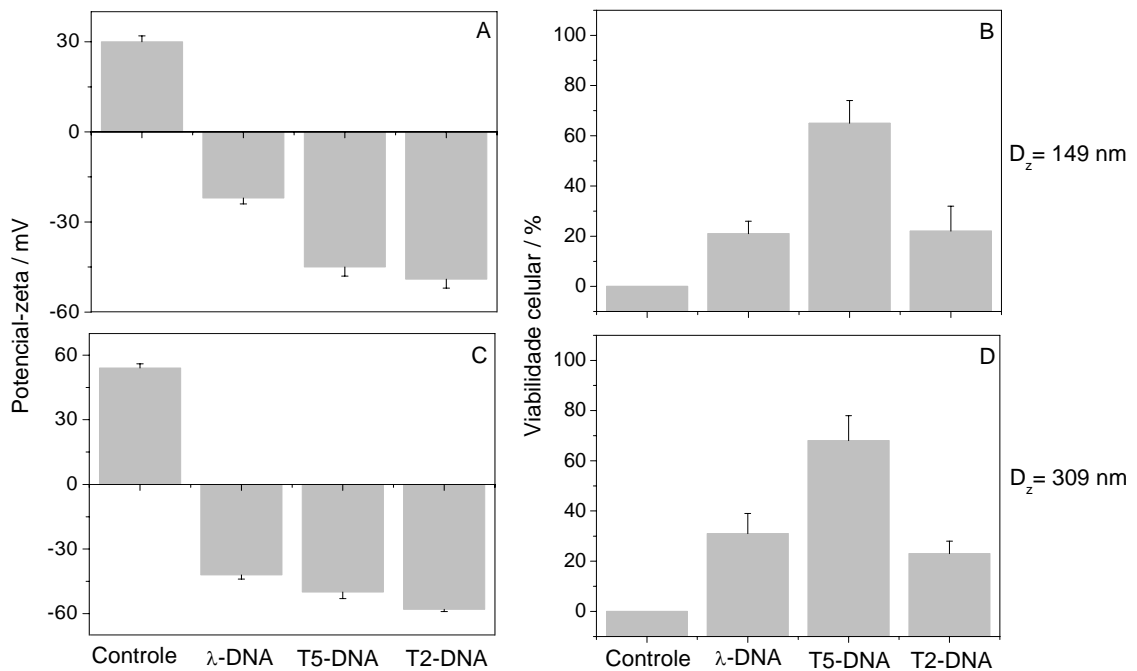 A
30
0
-30
-60
Potencial-zeta / mV
C
60
30
0
-30
-60
Controle λ-DNA T5-DNA T2-DNA
B
100
80
60
40
20
0
Viabilidade celular / %
D
100
80
60
40
20
0
Controle λ-DNA T5-DNA T2-DNA
Dz= 149 nm
Dz= 309 nm